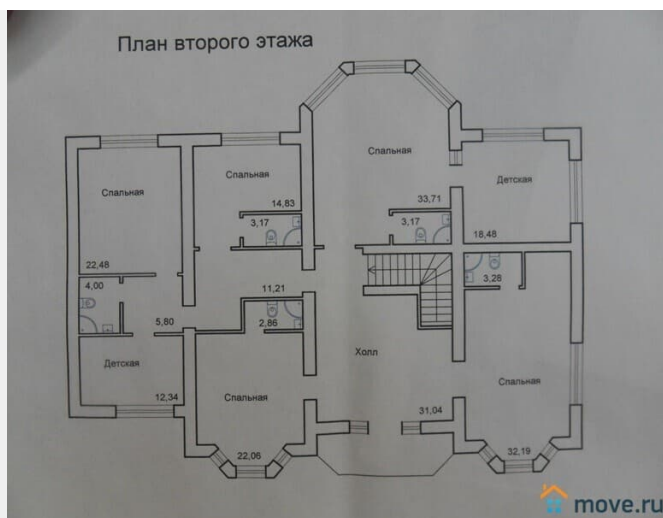 План второго этажа
Спальная
33,71
Спальная
14,83
Спальная
22,48
Детская
18,48
3,17
3,17
3,28
4,00
11,21
5,80
2,86
Холл
31,04
Детская
12,34
Спальная
22,06
Спальная
32,19
move.ru